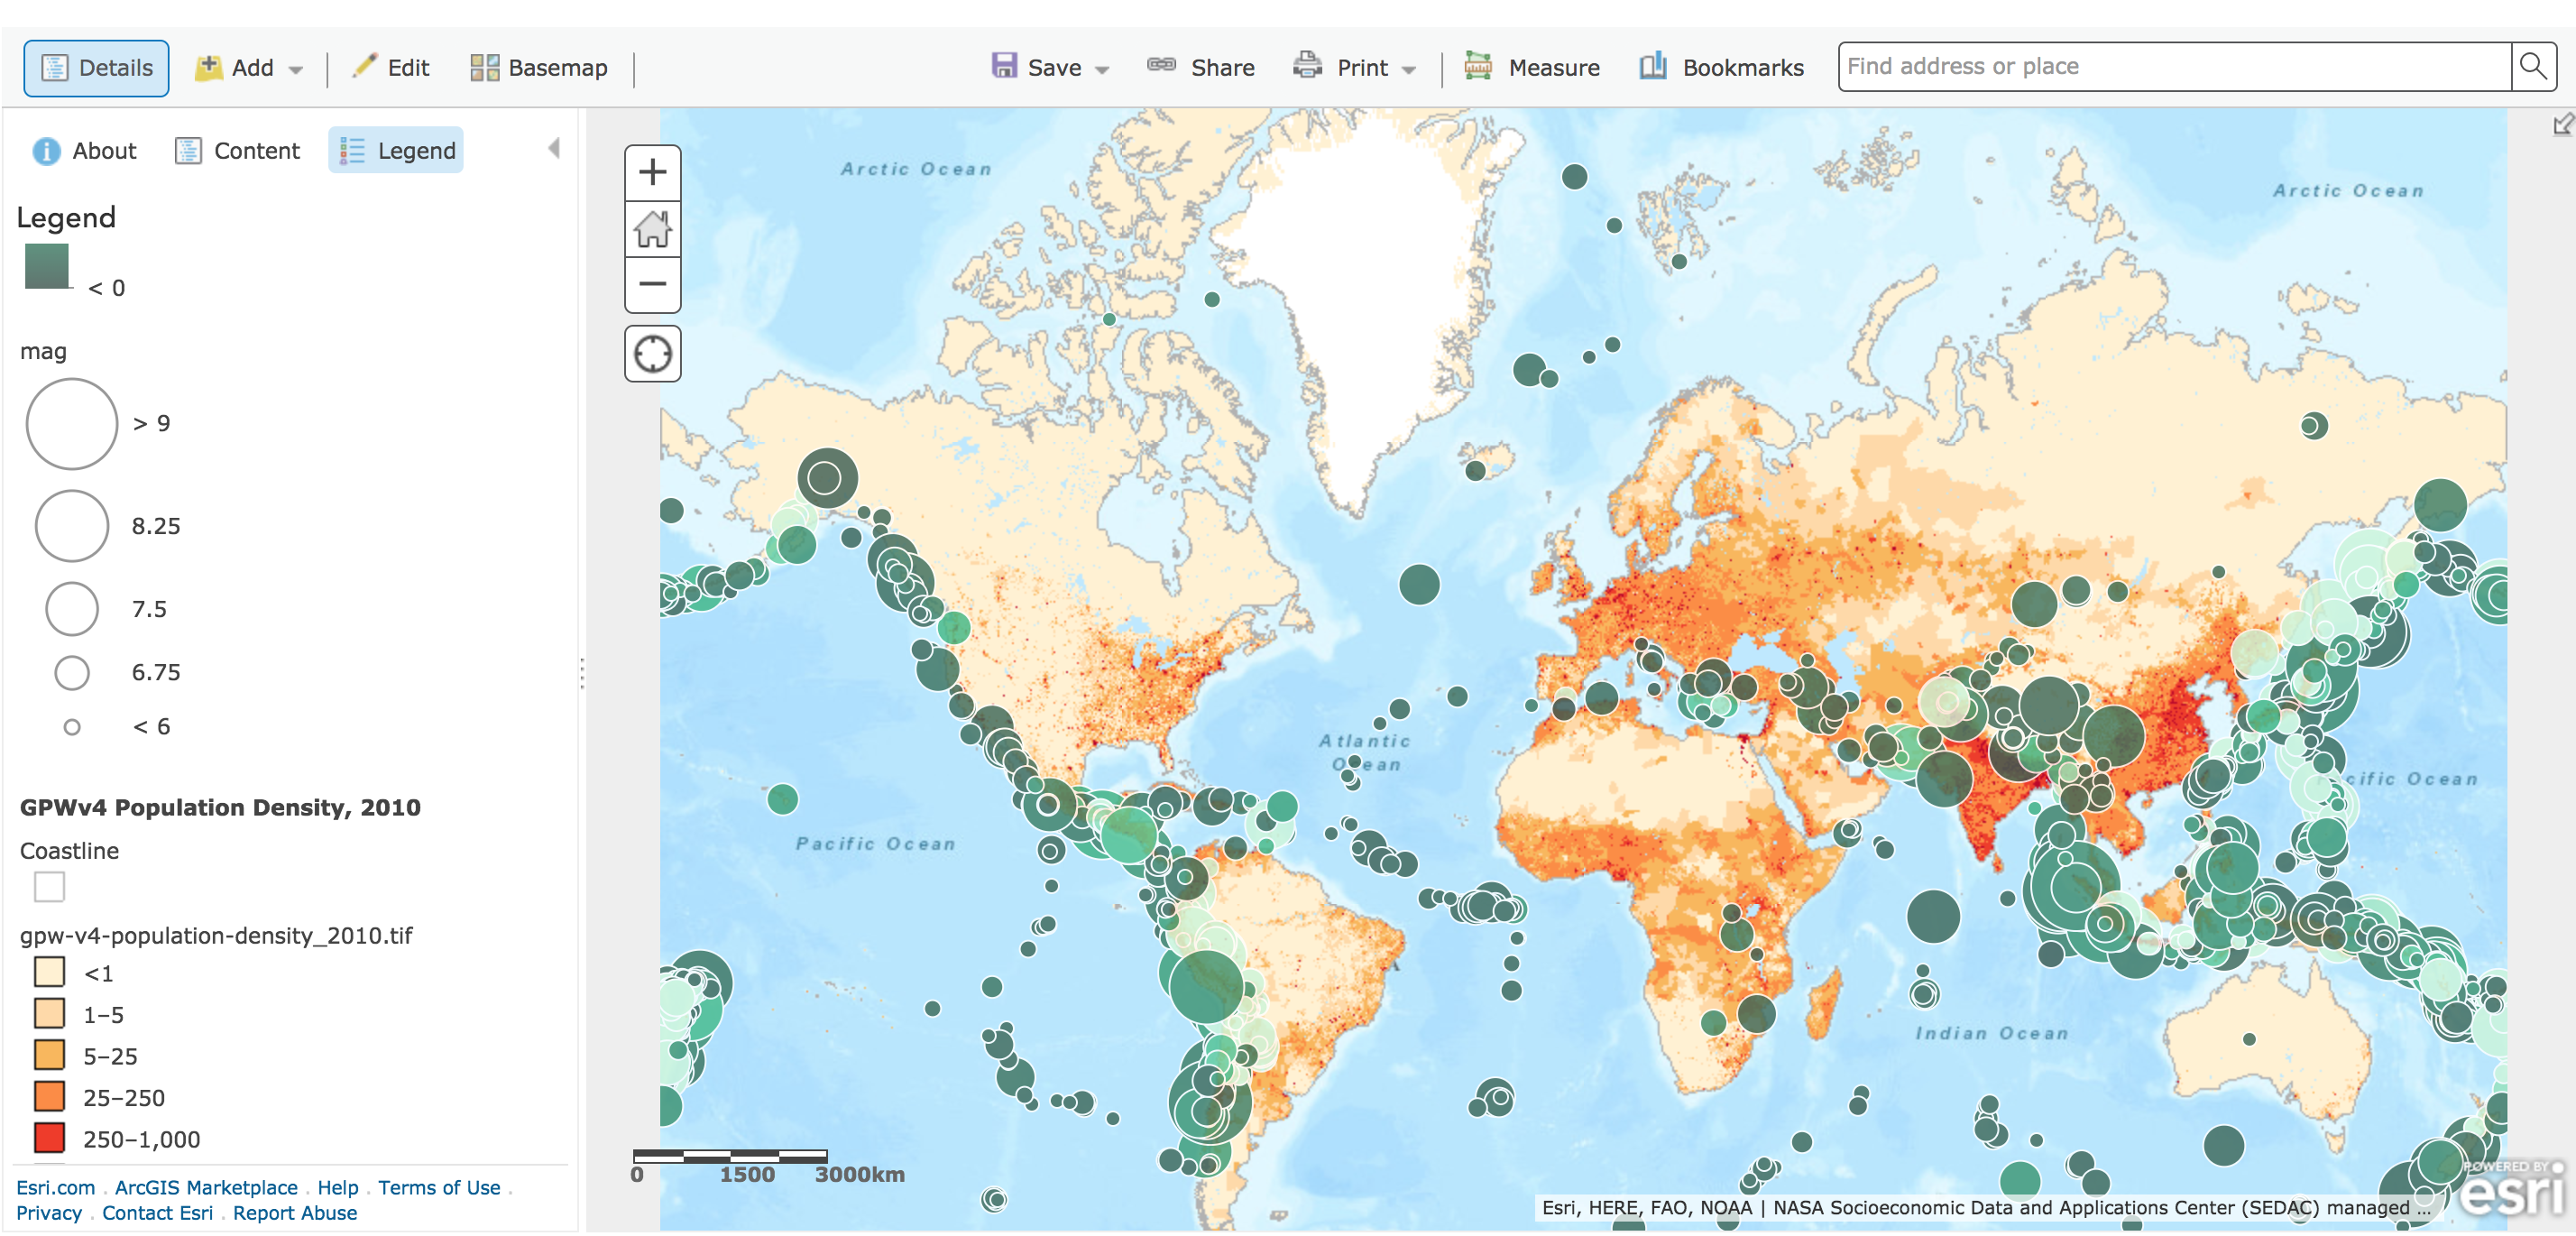 Details Add Edit Basemap Save Share Print Measure Bookmarks Find address or place
About Content Legend
Legend
< 0
mag
> 9
8.25
7.5
6.75
< 6
GPWv4 Population Density, 2010
Coastline
gpw-v4-population-density_2010.tif
<1
1–5
5–25
25–250
250–1,000
Esri.com . ArcGIS Marketplace . Help . Terms of Use .
Privacy . Contact Esri . Report Abuse
Arctic Ocean
Arctic Ocean
Atlantic
Pacific Ocean
cific Ocean
Indian Ocean
0 1500 3000km
Esri, HERE, FAO, NOAA | NASA Socioeconomic Data and Applications Center (SEDAC) managed ...
POWERED BY
esri